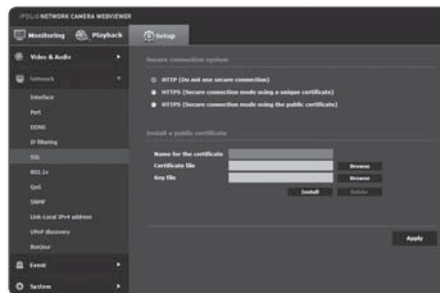 iPOLIS NETWORK CAMERA WEBVIEWER
Monitoring Playback Setup
Video & Audio
Network
Interface
Port
DDNS
IP filtering
SSL
802.1x
QoS
SNMP
Link-Local IPv4 address
UPnP discovery
Bonjour
Event
System
Secure connection system
HTTP (Do not use secure connection)
HTTPS (Secure connection mode using a unique certificate)
HTTPS (Secure connection mode using the public certificate)
Install a public certificate
Name for the certificate
Certificate file Browse
Key file Browse
Install Delete
Apply